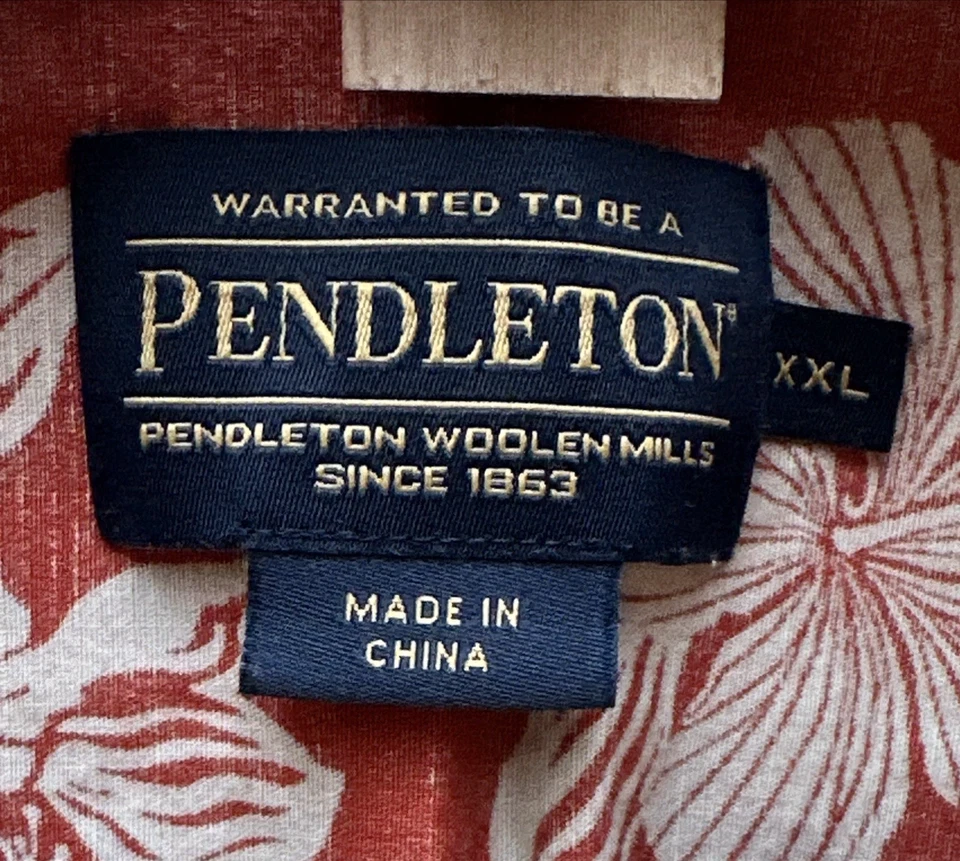 WARRANTED TO BE A
PENDLETON®
PENDLETON WOOLEN MILLS
SINCE 1863
XXL
MADE IN
CHINA